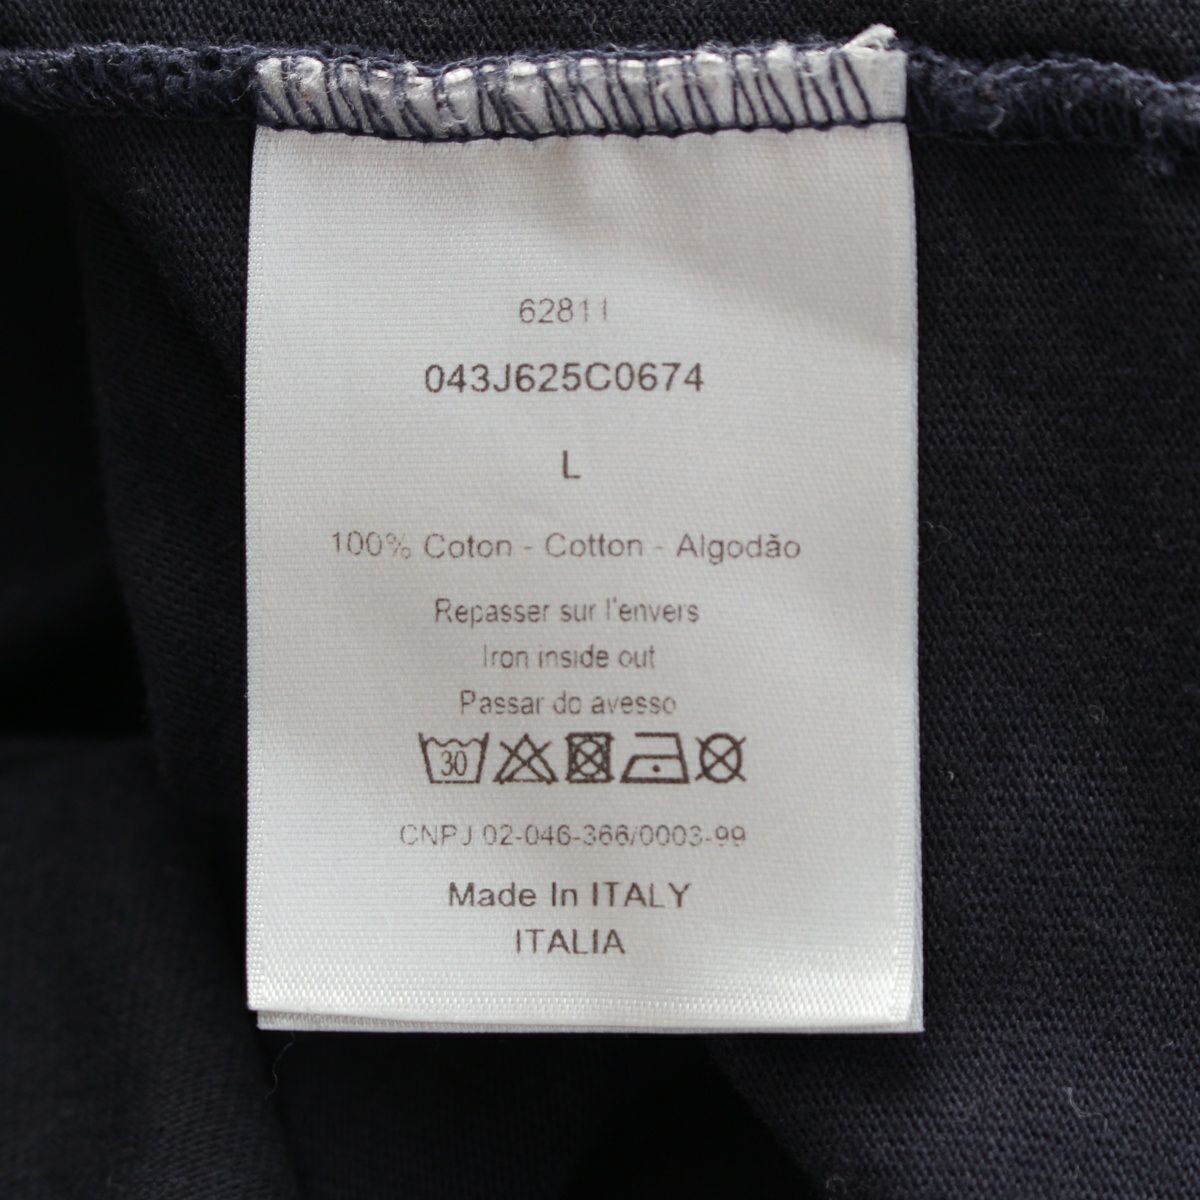 62811
043J625C0674
L
100% Coton - Cotton - Algodão
Repasser sur l'envers
Iron inside out
Passar do avesso
30
CNPJ 02-046-366/0003-99
Made In ITALY
ITALIA